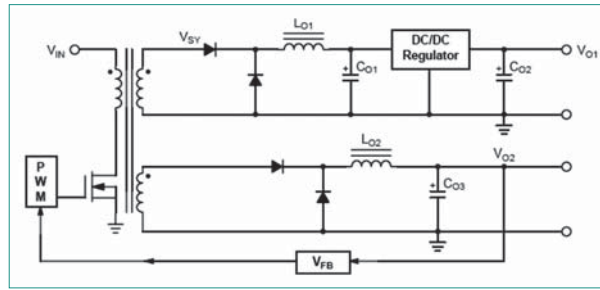 V_IN
V_SY
L_O1
C_O1
DC/DC
Regulator
C_O2
V_O1
P
W
M
L_O2
C_O3
V_O2
V_FB